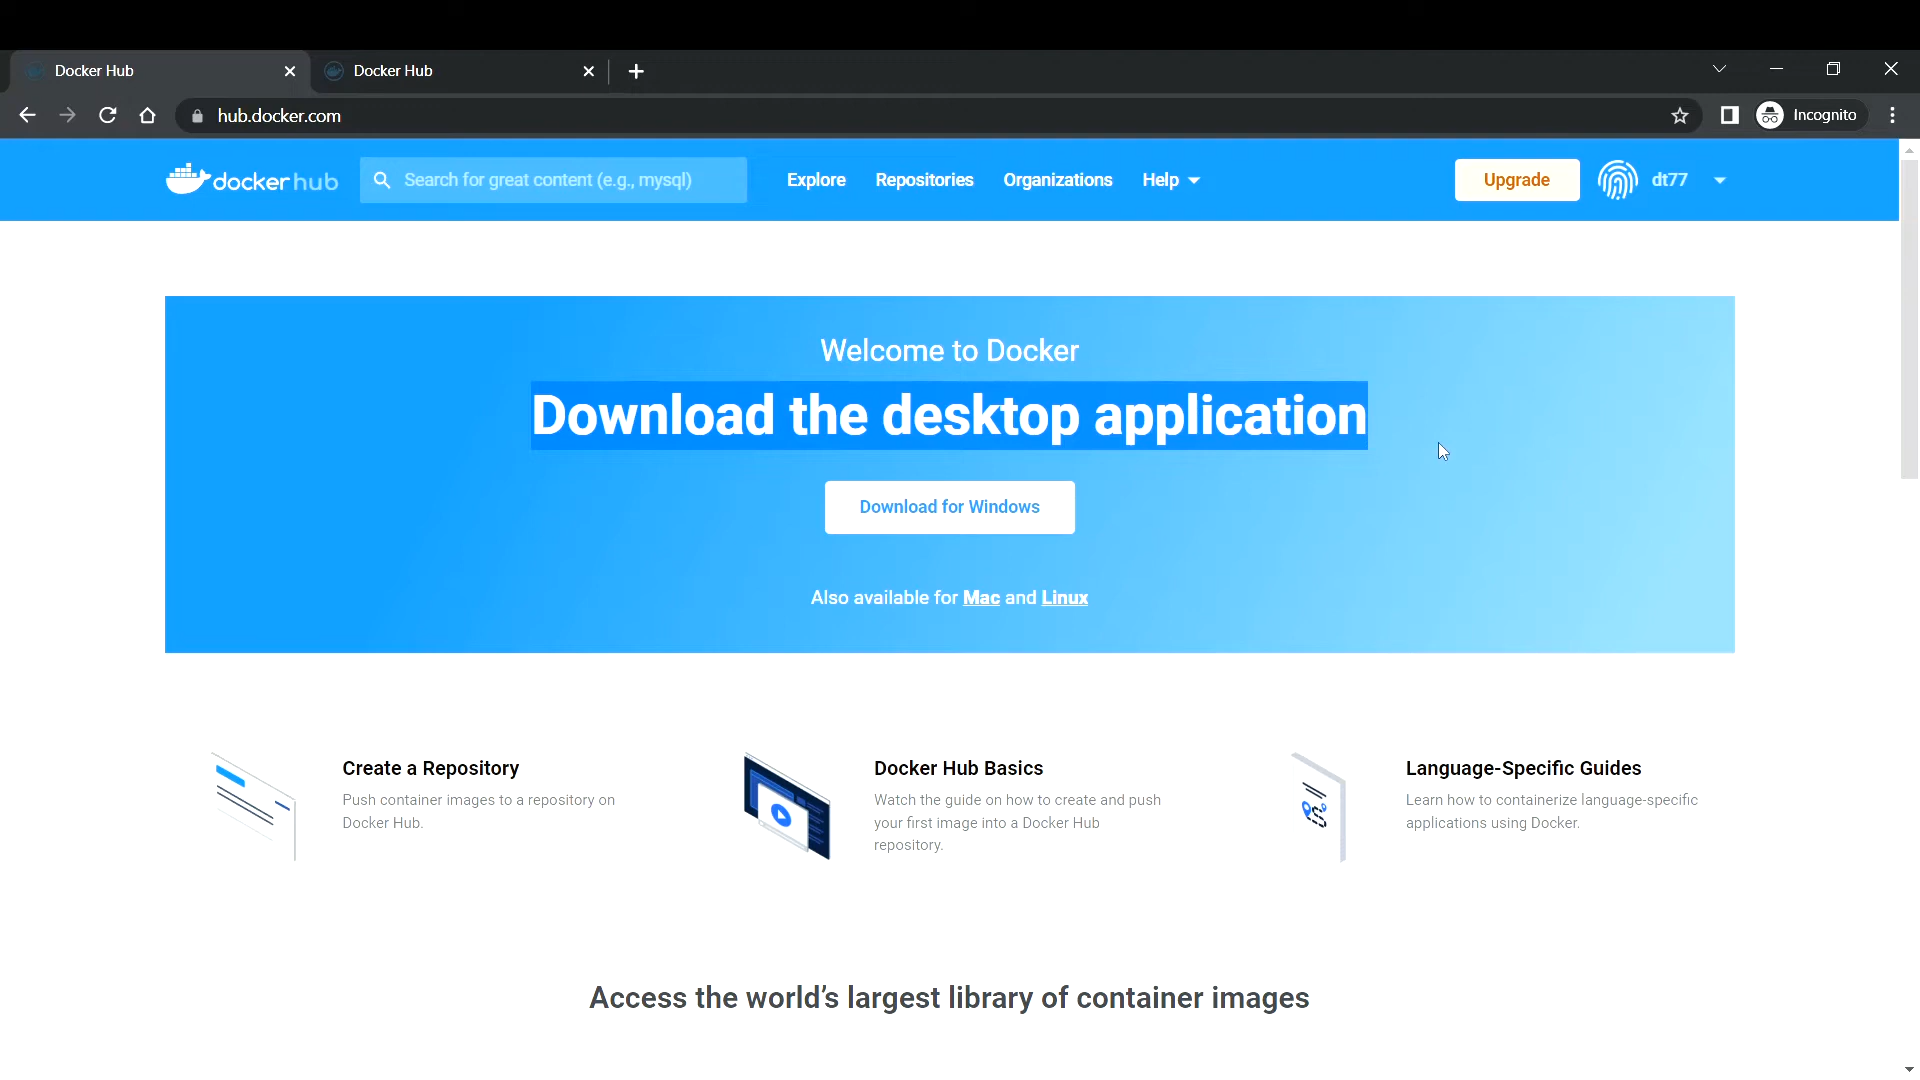 Docker Hub
Docker Hub
hub.docker.com
Incognito
docker hub
Search for great content (e.g., mysql)
Explore
Repositories
Organizations
Help
Upgrade
dt77
Welcome to Docker
Download the desktop application
Download for Windows
Also available for Mac and Linux
Create a Repository
Push container images to a repository on
Docker Hub.
Docker Hub Basics
Watch the guide on how to create and push
your first image into a Docker Hub
repository.
Language-Specific Guides
Learn how to containerize language-specific
applications using Docker.
Access the world’s largest library of container images